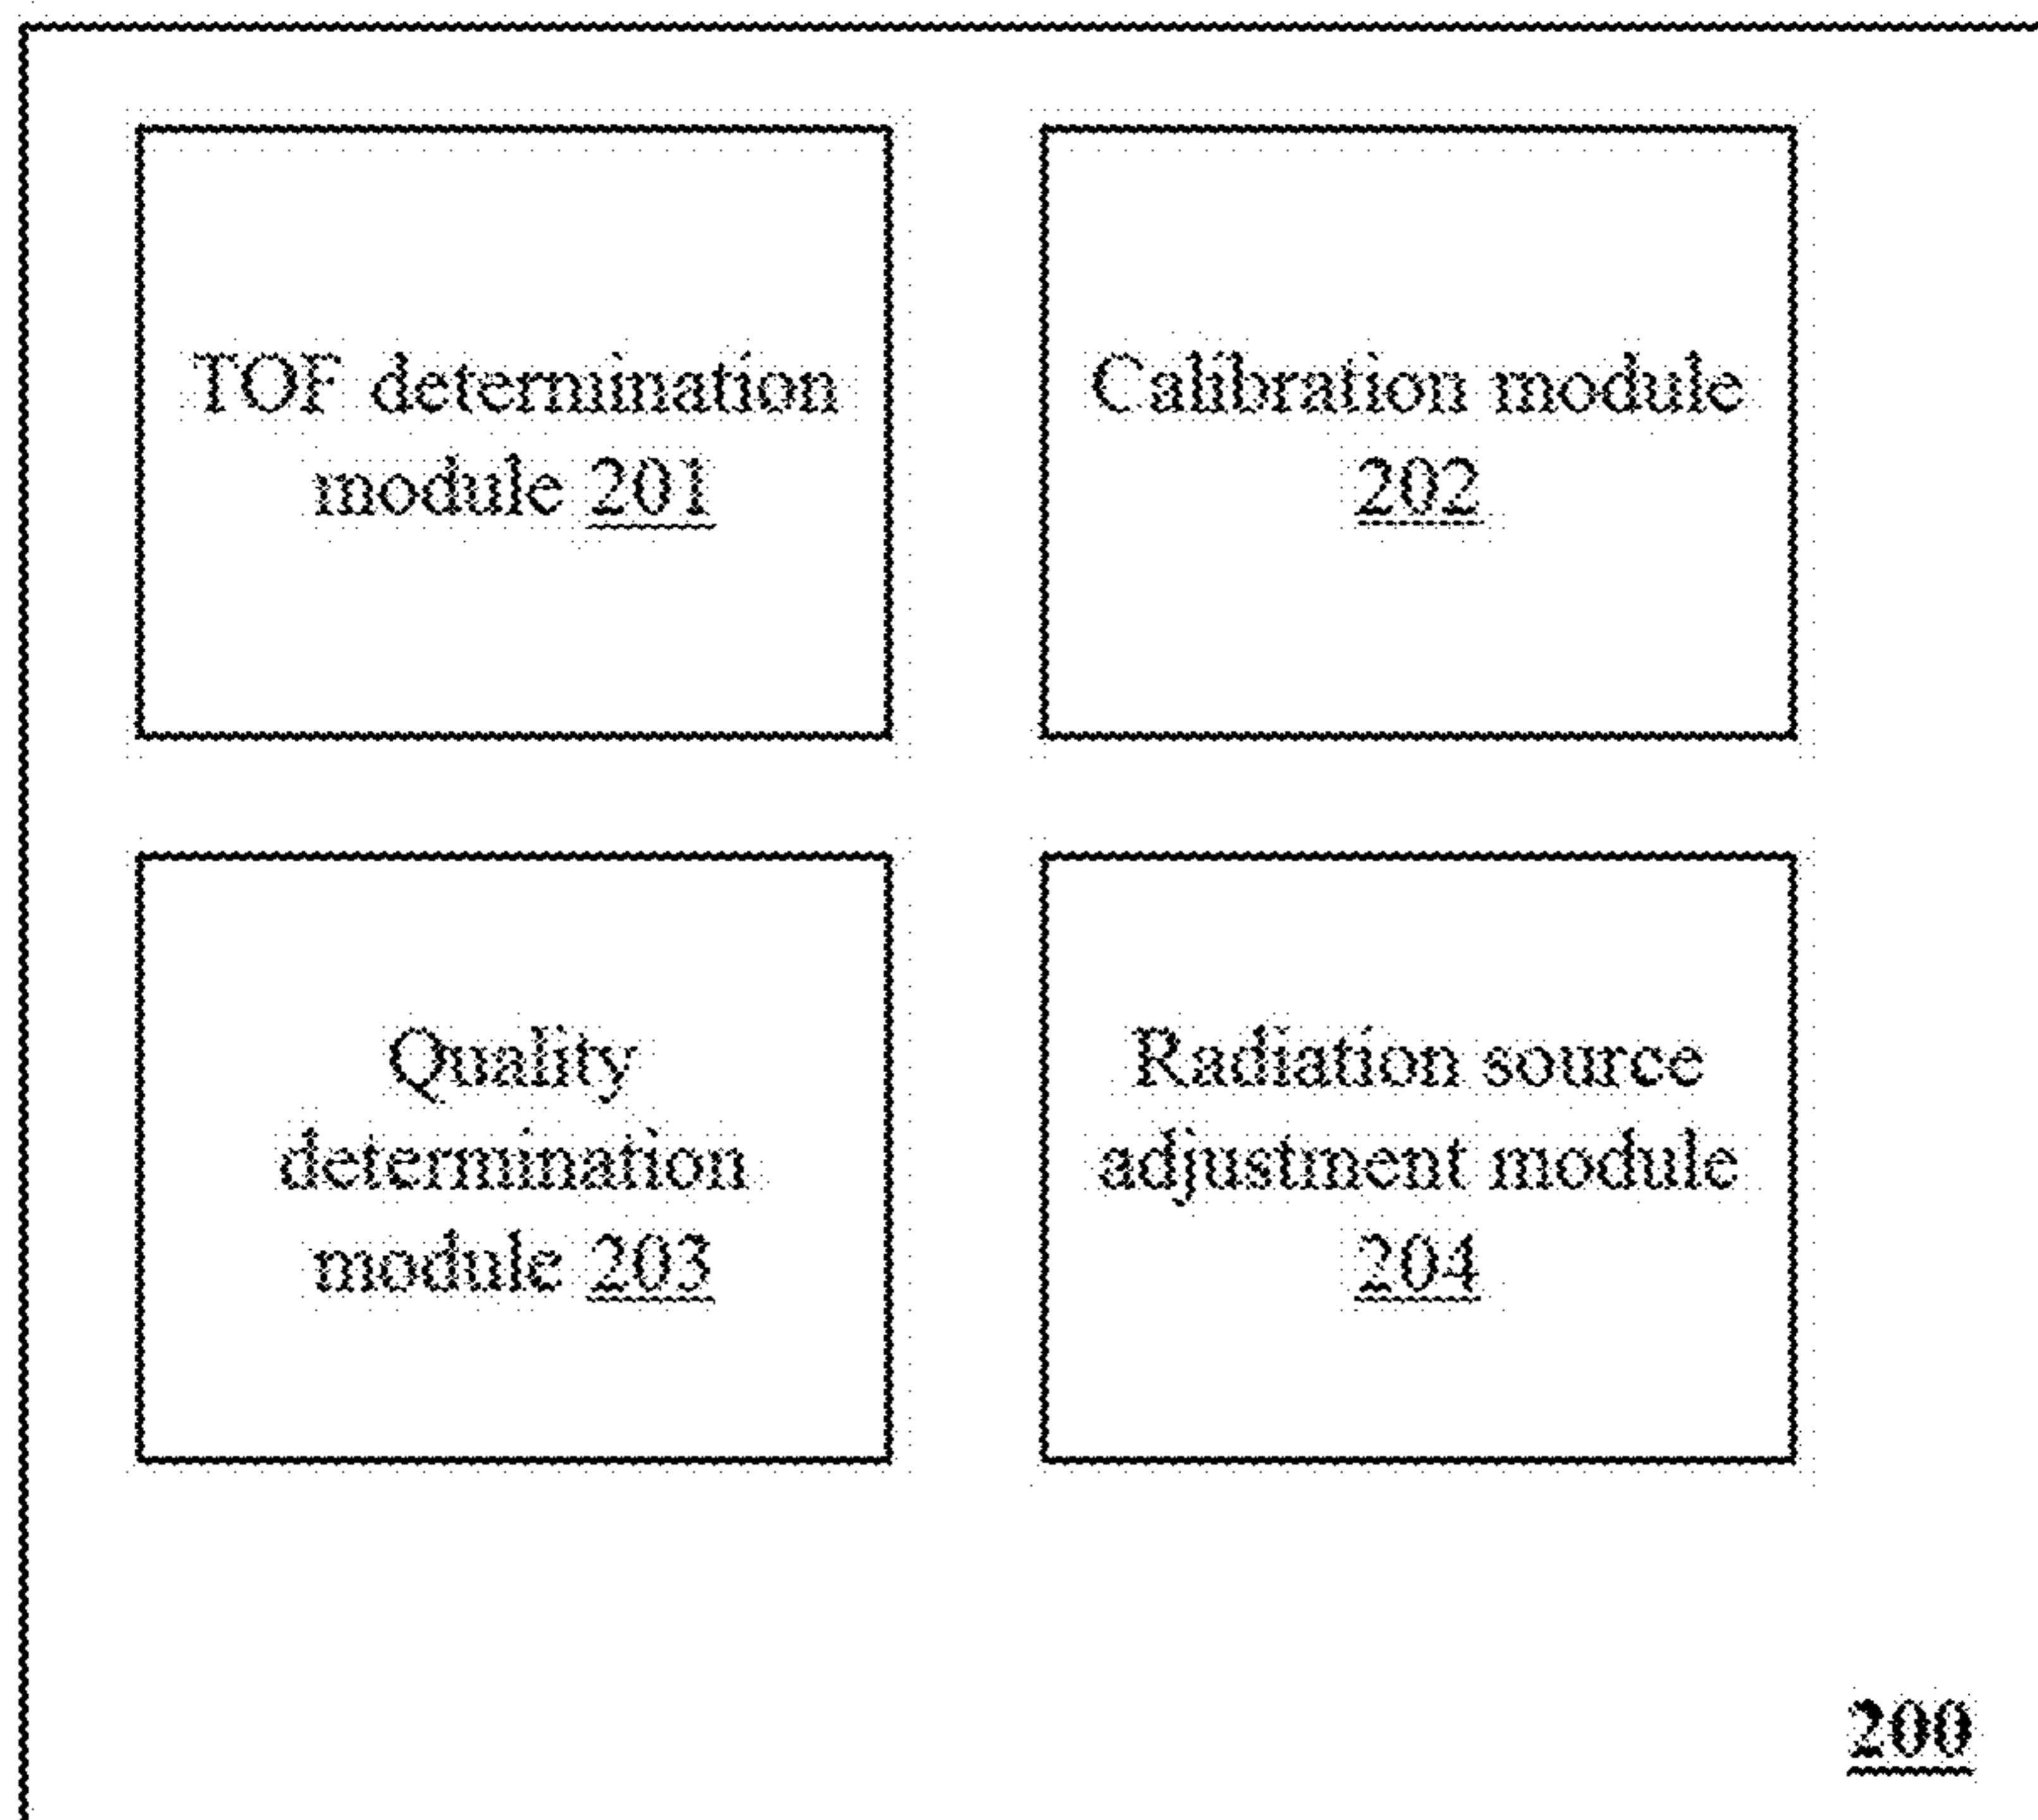 TOF determination
module 201
Calibration module
202
Quality
determination
module 203
Radiation source
adjustment module
204
200